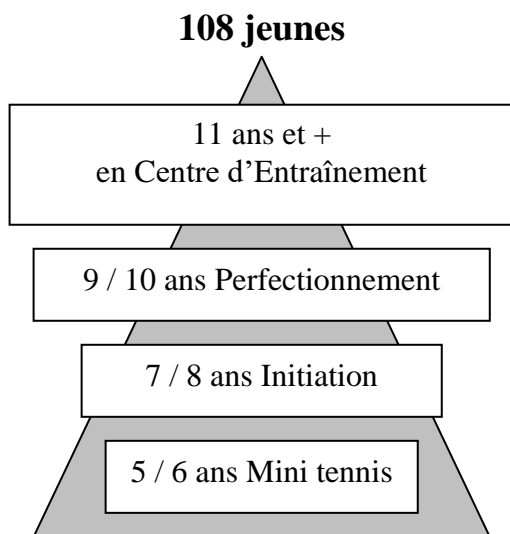 108 jeunes
11 ans et +
en Centre d’Entraînement
9 / 10 ans Perfectionnement
7 / 8 ans Initiation
5 / 6 ans Mini tennis